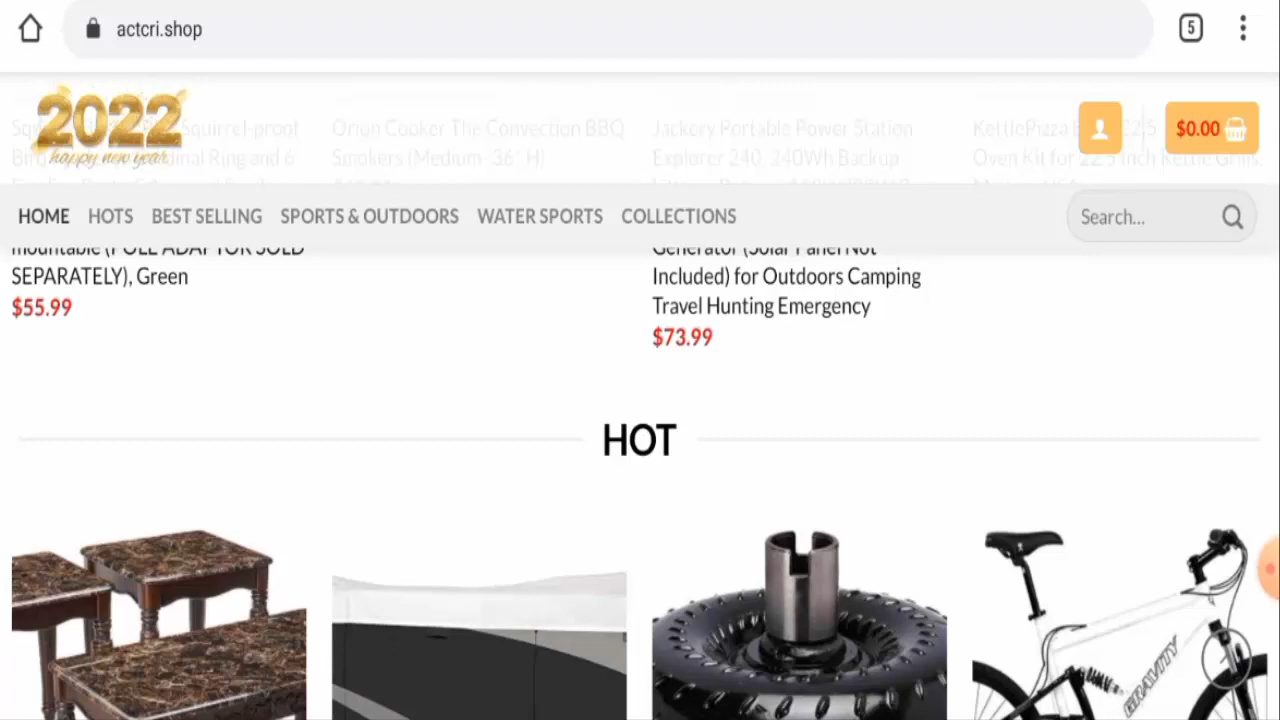 actcri.shop
5
2022
happy new year
Squirrel-proof
Orion Cooker The Convection BBQ
Jackery Portable Power Station
KettlePizza
22.5
$0.00
Ring and 6
Smokers (Medium - 36" H)
Explorer 240, 240Wh Backup
Oven Kit for 22.5 Inch Kettle Grills,
HOME HOTS BEST SELLING SPORTS & OUTDOORS WATER SPORTS COLLECTIONS Search...
mountable (POLE ADAPTOR SOLD
Generator (Solar Panel Not
SEPARATELY), Green
Included) for Outdoors Camping
$55.99
Travel Hunting Emergency
$73.99
HOT
GRAVITY